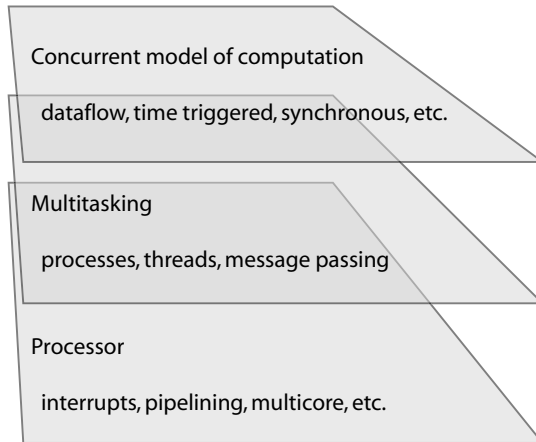 Concurrent model of computation
dataflow, time triggered, synchronous, etc.
Multitasking
processes, threads, message passing
Processor
interrupts, pipelining, multicore, etc.